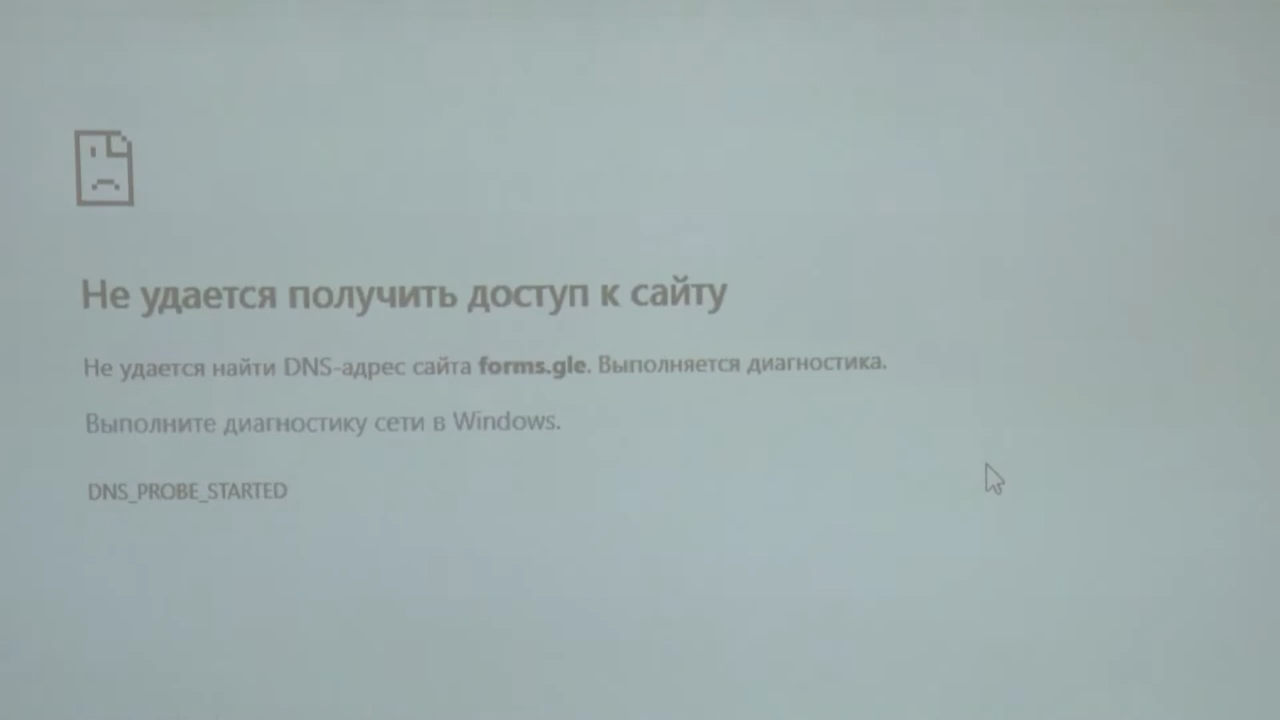 Не удается получить доступ к сайту
Не удается найти DNS-адрес сайта forms.gle. Выполняется диагностика.
Выполните диагностику сети в Windows.
DNS_PROBE_STARTED